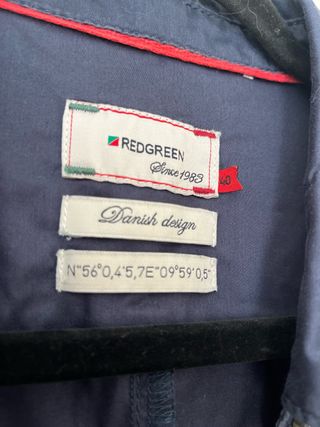 REDGREEN
Since 1983
40
Danish design
N"56°0,4'5,7E"09°59'0,5"